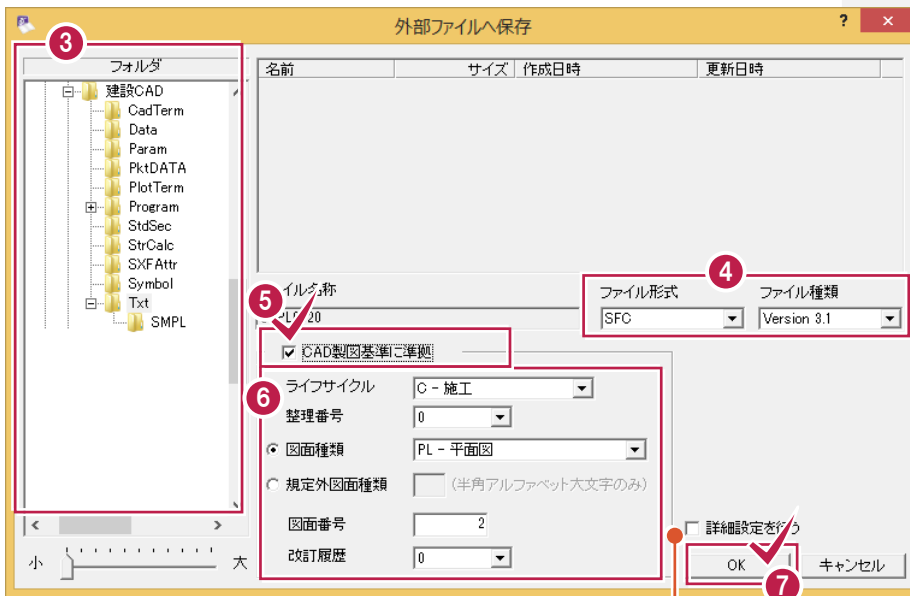 外部ファイルへ保存
?
×
3
フォルダ
建設CAD
CadTerm
Data
Param
PktDATA
PlotTerm
Program
StdSec
StrCalc
SXFAttr
Symbol
Txt
SMPL
小
大
名前 サイズ 作成日時 更新日時
4
イル名称
ファイル形式 ファイル種類
SFC Version 3.1
5
CAD製図基準に準拠
6
ライフサイクル C - 施工
整理番号 0
図面種類 PL - 平面図
規定外図面種類 (半角アルファベット大文字のみ)
図面番号 2
改訂履歴 0
詳細設定を行う
OK キャンセル
7